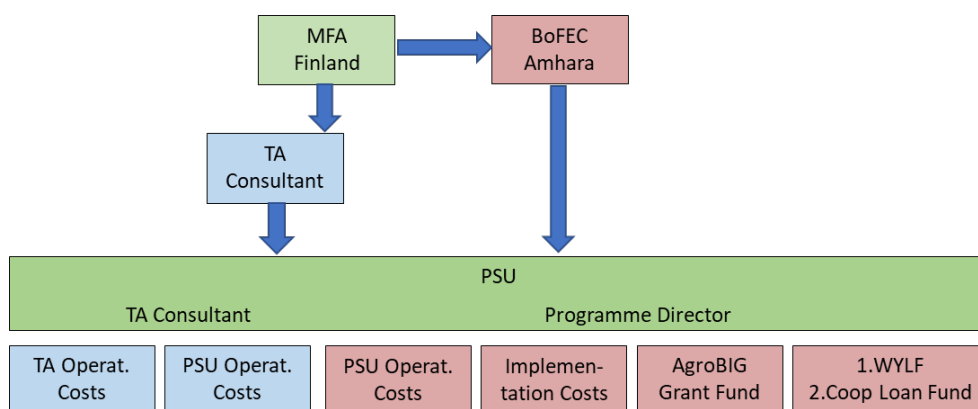 MFA
Finland
BoFEC
Amhara
TA
Consultant
PSU
TA Consultant
Programme Director
TA Operat.
Costs
PSU Operat.
Costs
PSU Operat.
Costs
Implemen-
tation Costs
AgroBIG
Grant Fund
1.WYLF
2.Coop Loan Fund